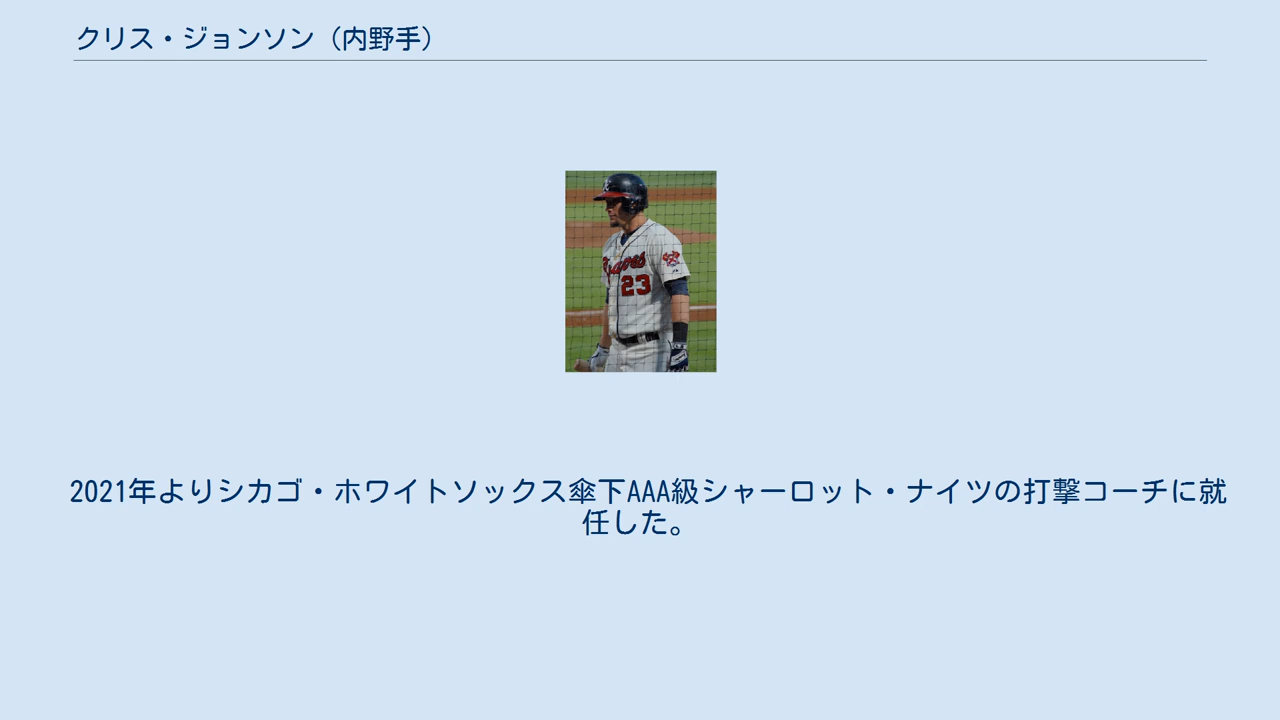 クリス・ジョンソン（内野手）
Braves
23
2021年よりシカゴ・ホワイトソックス傘下AAA級シャーロット・ナイツの打撃コーチに就
任した。